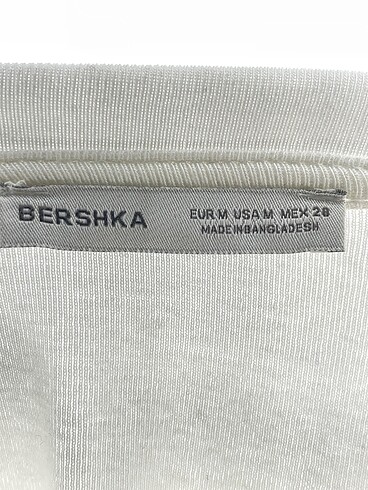 BERSHKA
EUR M USA M MEX 28
MADE IN BANGLADESH